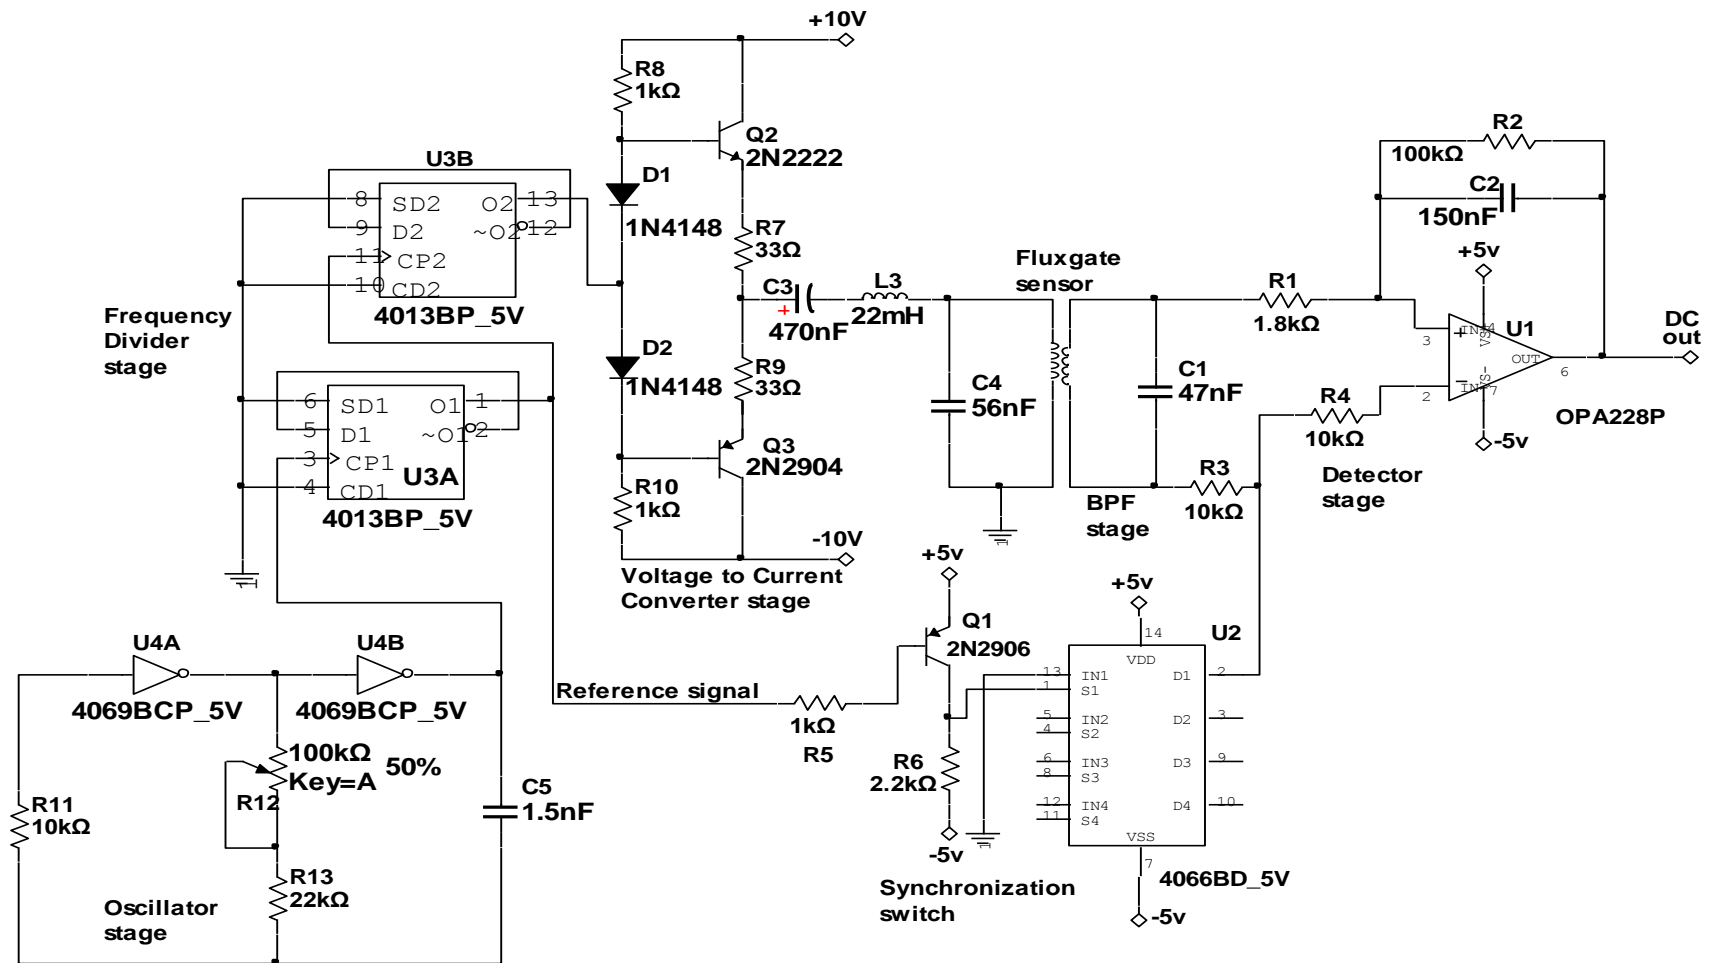 +10V
R8
1kΩ
Q2
2N2222
U3B
8 SD2 O2 13
9 D2 ~O2 12
11 CP2
10 CD2
4013BP_5V
D1
1N4148
R7
33Ω
C3
+
470nF
L3
22mH
Fluxgate
sensor
R2
100kΩ
C2
150nF
+5v
R1
1.8kΩ
U1
3
2
OUT
6
7
-5v
OPA228P
DC
out
Frequency
Divider
stage
D2
1N4148
R9
33Ω
C4
56nF
C1
47nF
R4
10kΩ
Detector
stage
6 SD1 O1 1
5 D1 ~O1 2
3 CP1
4 CD1
U3A
4013BP_5V
Q3
2N2904
R10
1kΩ
-10V
R3
10kΩ
BPF
stage
1
1
Voltage to Current
Converter stage
+5v
Q1
2N2906
+5v
U2
14
VDD
13 IN1 D1 2
1 S1
5 IN2 D2 3
4 S2
6 IN3 D3 9
8 S3
12 IN4 D4 10
11 S4
VSS
7
4066BD_5V
-5v
U4A
4069BCP_5V
U4B
4069BCP_5V
Reference signal
1kΩ
R5
R6
2.2kΩ
-5v
1
Synchronization
switch
100kΩ
Key=A
50%
R12
R11
10kΩ
C5
1.5nF
R13
22kΩ
Oscillator
stage